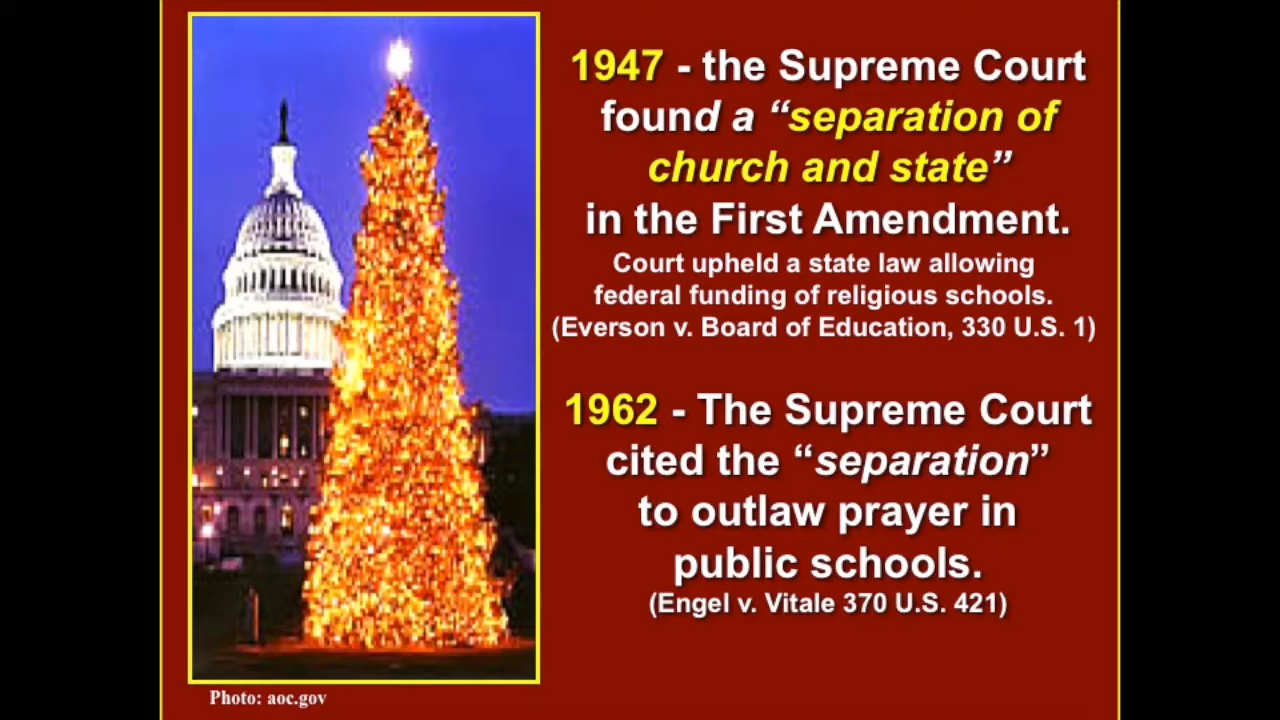 1947 - the Supreme Court
found a “separation of
church and state”
in the First Amendment.
Court upheld a state law allowing
federal funding of religious schools.
(Everson v. Board of Education, 330 U.S. 1)
1962 - The Supreme Court
cited the “separation”
to outlaw prayer in
public schools.
(Engel v. Vitale 370 U.S. 421)
Photo: aoc.gov